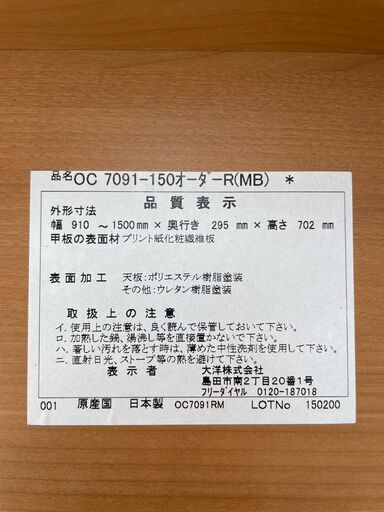 品名 OC 7091-150オーダーR(MB) *
品質表示
外形寸法
幅 910 ～ 1500mm × 奥行き 295 mm × 高さ 702 mm
甲板の表面材 プリント紙化粧繊維板
表面加工 天板:ポリエステル樹脂塗装
その他:ウレタン樹脂塗装
取扱上の注意
イ. 使用上の注意は、良く読んで保管しておいて下さい。
ロ. 加熱した鍋、湯沸し等を直接置かないで下さい。
ハ. 著しい汚れを落とす時は、薄めた中性洗剤を使用して下さい。
ニ. 直射日光、ストーブ等の熱を避けて下さい。
表示者 大洋株式会社
島田市南2丁目20番1号
フリーダイヤル 0120-187018
001 原産国 日本製 OC7091RM LOTNo 150200